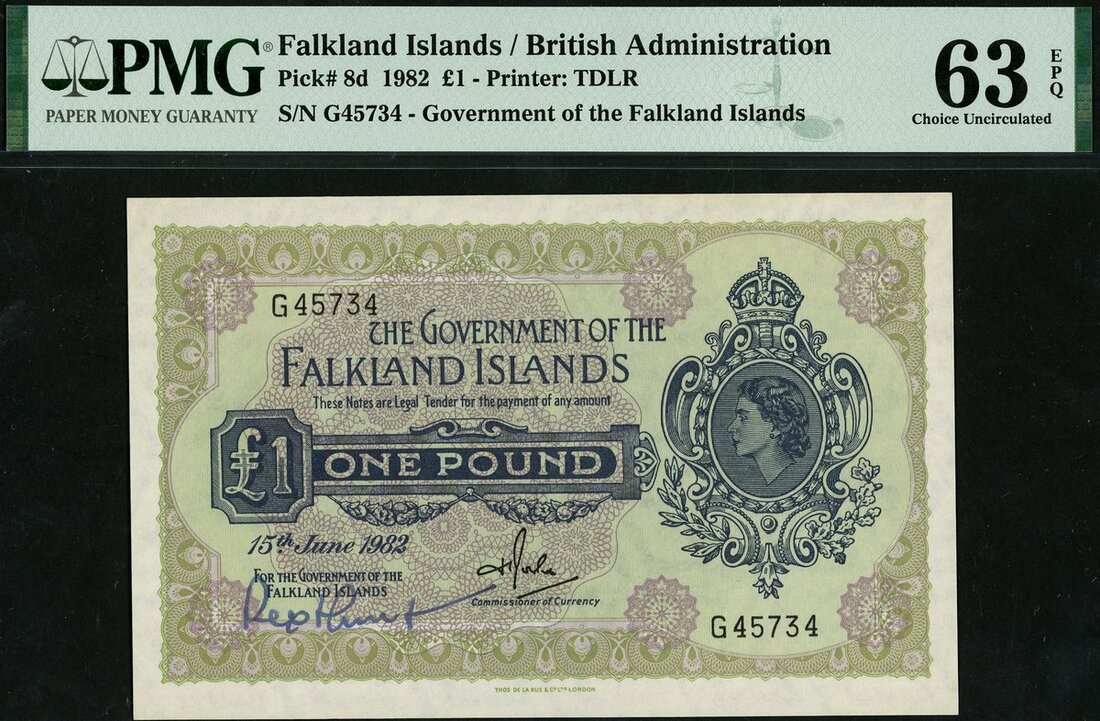 PMG®
PAPER MONEY GUARANTY
Falkland Islands / British Administration
Pick# 8d 1982 £1 - Printer: TDLR
S/N G45734 - Government of the Falkland Islands
63
EPQ
Choice Uncirculated
G45734
THE GOVERNMENT OF THE
FALKLAND ISLANDS
These Notes are Legal Tender for the payment of any amount
£1
ONE POUND
15th June 1982
FOR THE GOVERNMENT OF THE
FALKLAND ISLANDS
Rex Hunt
Commissioner of Currency
G45734
THOS DE LA RUE & Co LTD LONDON